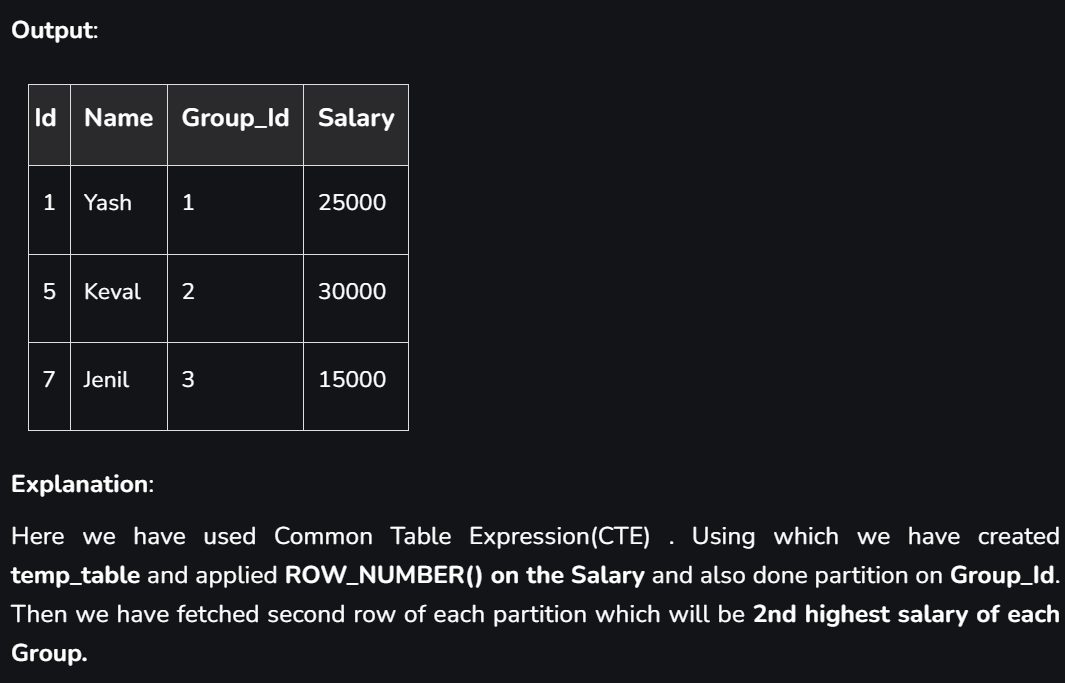 Output:
Id Name Group_Id Salary
1 Yash 1 25000
5 Keval 2 30000
7 Jenil 3 15000
Explanation:
Here we have used Common Table Expression(CTE) . Using which we have created
temp_table and applied ROW_NUMBER() on the Salary and also done partition on Group_Id.
Then we have fetched second row of each partition which will be 2nd highest salary of each
Group.